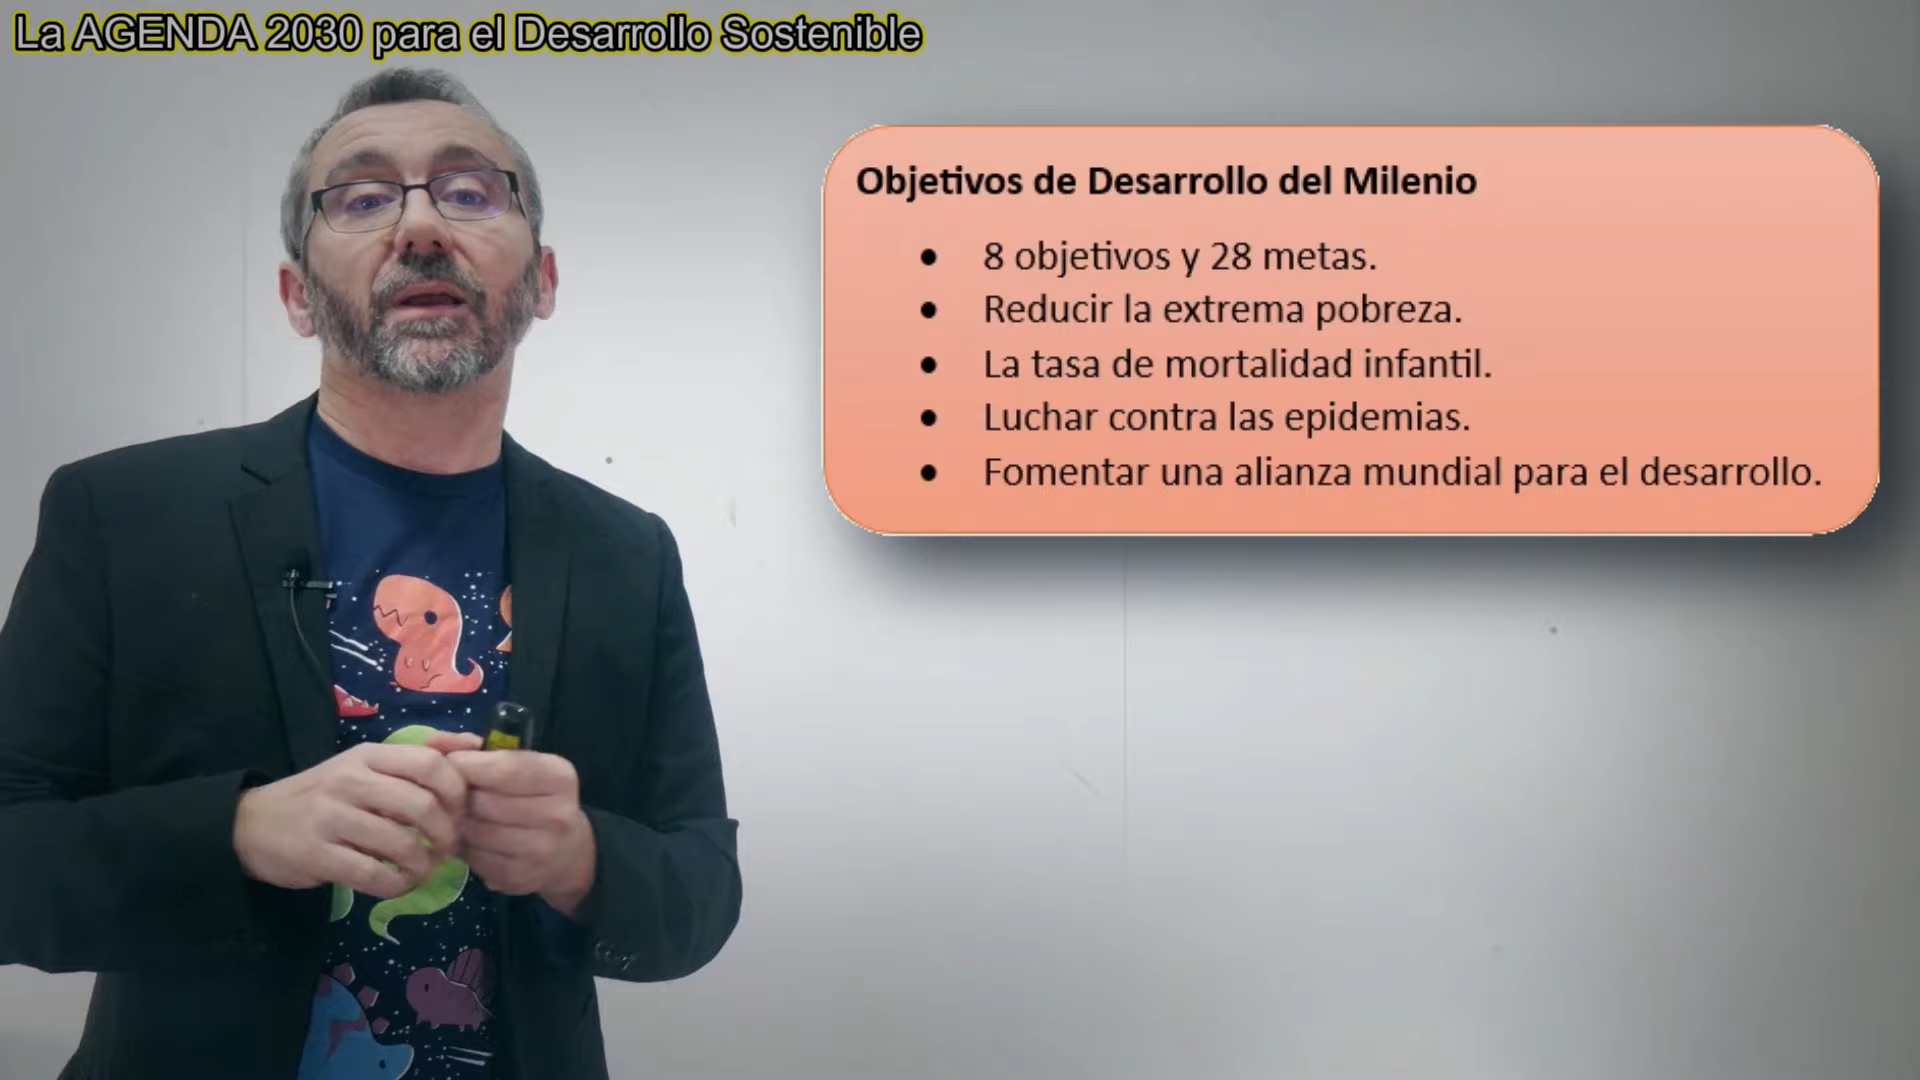 La AGENDA 2030 para el Desarrollo Sostenible
Objetivos de Desarrollo del Milenio
• 8 objetivos y 28 metas.
• Reducir la extrema pobreza.
• La tasa de mortalidad infantil.
• Luchar contra las epidemias.
• Fomentar una alianza mundial para el desarrollo.